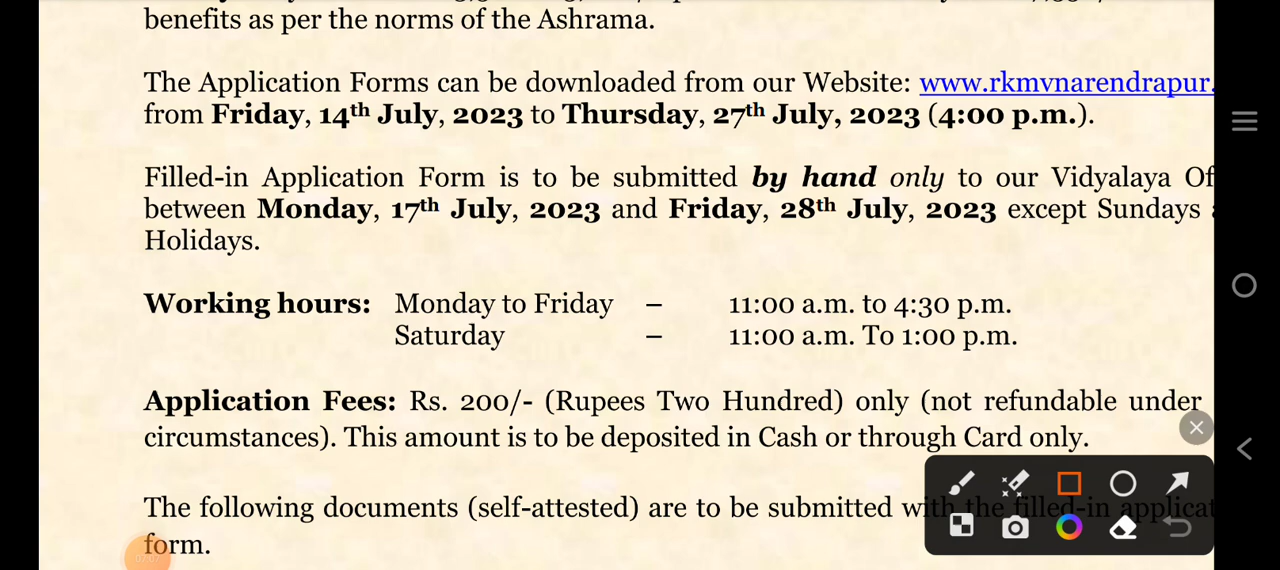 benefits as per the norms of the Ashrama.
The Application Forms can be downloaded from our Website: www.rkmvnarendrapur.
from Friday, 14th July, 2023 to Thursday, 27th July, 2023 (4:00 p.m.).
Filled-in Application Form is to be submitted by hand only to our Vidyalaya Of
between Monday, 17th July, 2023 and Friday, 28th July, 2023 except Sundays
Holidays.
Working hours: Monday to Friday – 11:00 a.m. to 4:30 p.m.
Saturday – 11:00 a.m. To 1:00 p.m.
Application Fees: Rs. 200/- (Rupees Two Hundred) only (not refundable under
circumstances). This amount is to be deposited in Cash or through Card only.
The following documents (self-attested) are to be submitted with the filled-in applicat
form.